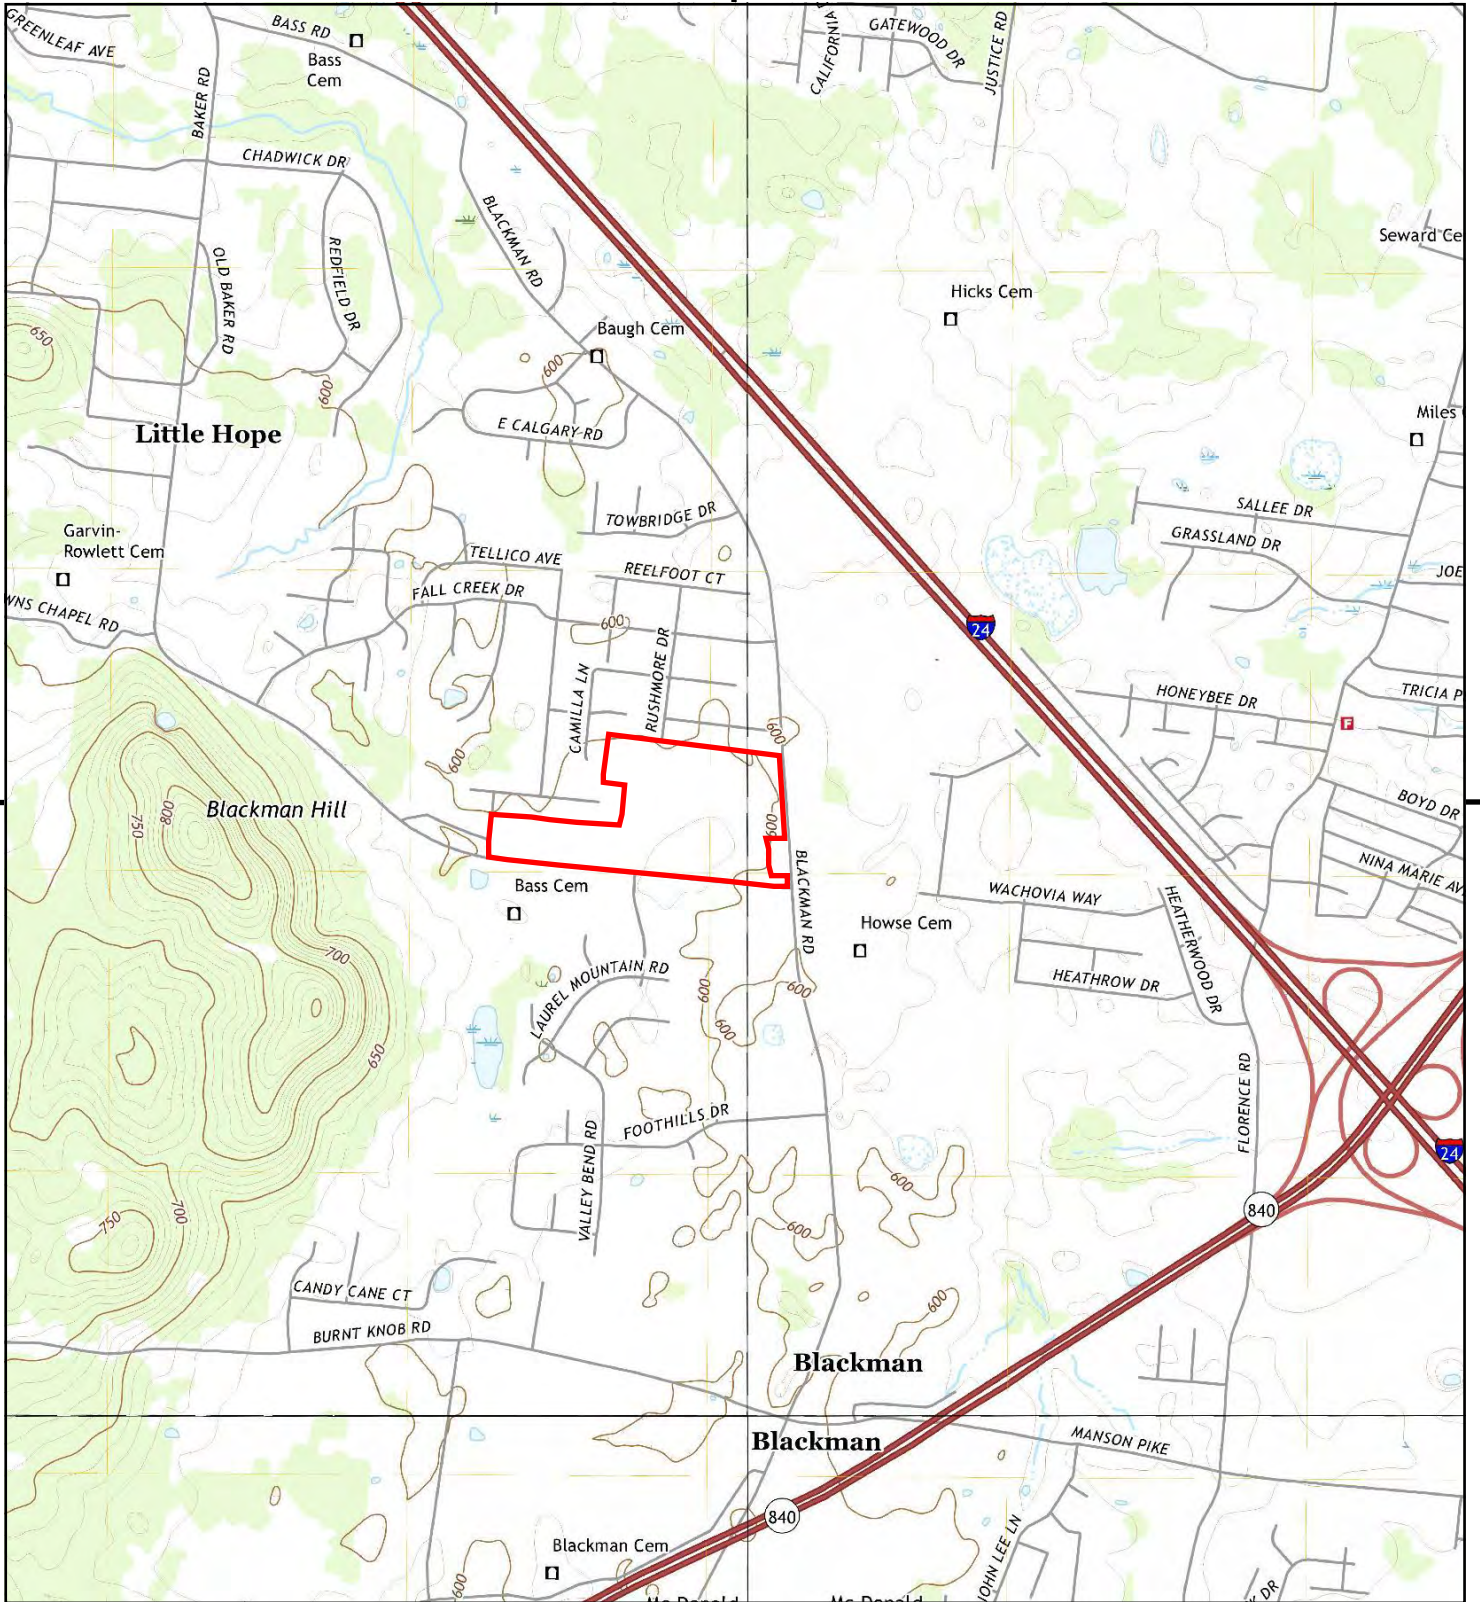 GREENLEAF AVE
BASS RD
Bass
Cem
CALIFORNIA
GATEWOOD DR
JUSTICE RD
BAKER RD
CHADWICK DR
BLACKMAN RD
OLD BAKER RD
REDFIELD DR
Seward Ce
Hicks Cem
650
Baugh Cem
600
600
Miles
Little Hope
E CALGARY RD
SALLEE DR
TOWBRIDGE DR
GRASSLAND DR
Garvin-
Rowlett Cem
TELLICO AVE
REELFOOT CT
JOE
FALL CREEK DR
WNS CHAPEL RD
600
24
RUSHMORE DR
CAMILLA LN
HONEYBEE DR
TRICIA P
F
600
600
BOYD DR
Blackman Hill
750
800
600
NINA MARIE AV
BLACKMAN RD
Bass Cem
WACHOVIA WAY
HEATHERWOOD DR
Howse Cem
700
LAUREL MOUNTAIN RD
HEATHROW DR
600
600
600
650
FLORENCE RD
FOOTHILLS DR
VALLEY BEND RD
24
600
700
750
840
600
CANDY CANE CT
600
BURNT KNOB RD
Blackman
Blackman
MANSON PIKE
840
Blackman Cem
JOHN LEE LN
600
DR